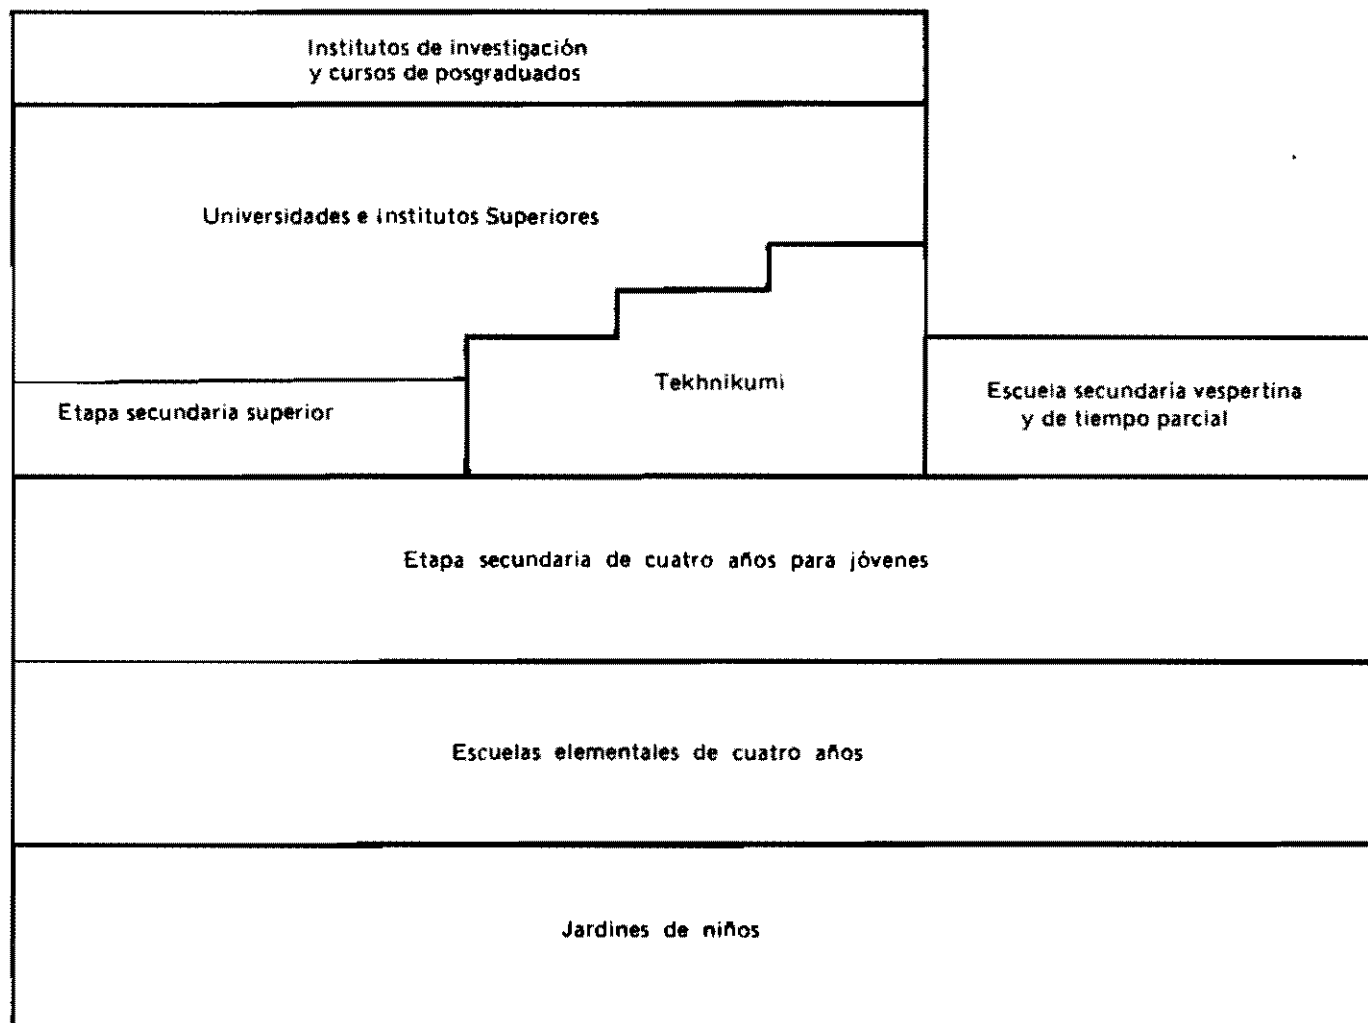 Institutos de investigación
y cursos de posgraduados
Universidades e Institutos Superiores
Tekhnikumi
Etapa secundaria superior
Escuela secundaria vespertina
y de tiempo parcial
Etapa secundaria de cuatro años para jóvenes
Escuelas elementales de cuatro años
Jardines de niños